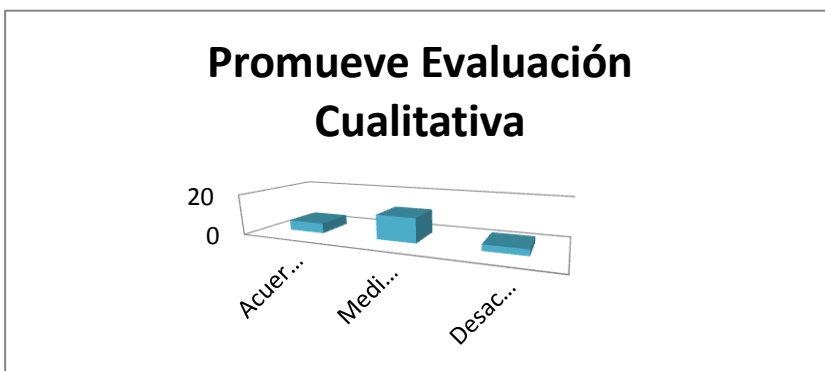 Promueve Evaluación
Cualitativa
20
0
Acuer...
Medi...
Desac...